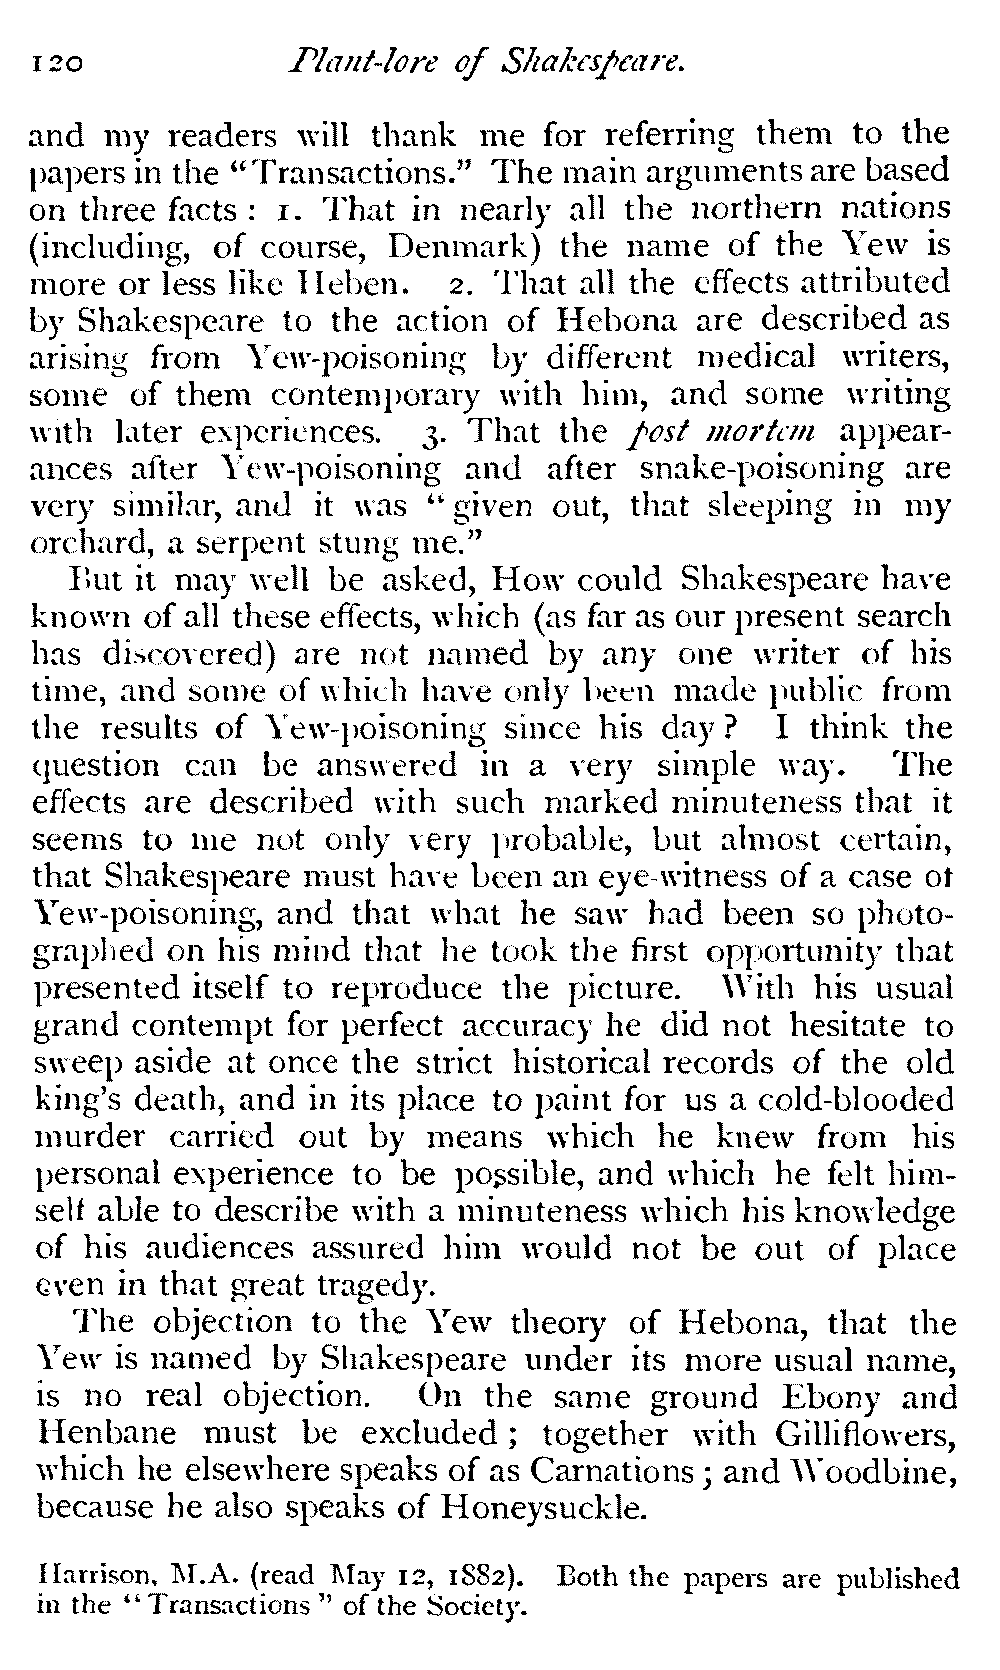 120 Plant-lore of Shakespeare.
and my readers will thank me for referring them to the
papers in the “Transactions.” The main arguments are based
on three facts : 1. That in nearly all the northern nations
(including, of course, Denmark) the name of the Yew is
more or less like Heben. 2. That all the effects attributed
by Shakespeare to the action of Hebona are described as
arising from Yew-poisoning by different medical writers,
some of them contemporary with him, and some writing
with later experiences. 3. That the post mortem appear-
ances after Yew-poisoning and after snake-poisoning are
very similar, and it was “given out, that sleeping in my
orchard, a serpent stung me.”
But it may well be asked, How could Shakespeare have
known of all these effects, which (as far as our present search
has discovered) are not named by any one writer of his
time, and some of which have only been made public from
the results of Yew-poisoning since his day? I think the
question can be answered in a very simple way. The
effects are described with such marked minuteness that it
seems to me not only very probable, but almost certain,
that Shakespeare must have been an eye-witness of a case of
Yew-poisoning, and that what he saw had been so photo-
graphed on his mind that he took the first opportunity that
presented itself to reproduce the picture. With his usual
grand contempt for perfect accuracy he did not hesitate to
sweep aside at once the strict historical records of the old
king's death, and in its place to paint for us a cold-blooded
murder carried out by means which he knew from his
personal experience to be possible, and which he felt him-
self able to describe with a minuteness which his knowledge
of his audiences assured him would not be out of place
even in that great tragedy.
The objection to the Yew theory of Hebona, that the
Yew is named by Shakespeare under its more usual name,
is no real objection. On the same ground Ebony and
Henbane must be excluded ; together with Gilliflowers,
which he elsewhere speaks of as Carnations ; and Woodbine,
because he also speaks of Honeysuckle.
Harrison, M.A. (read May 12, 1882). Both the papers are published
in the “Transactions” of the Society.